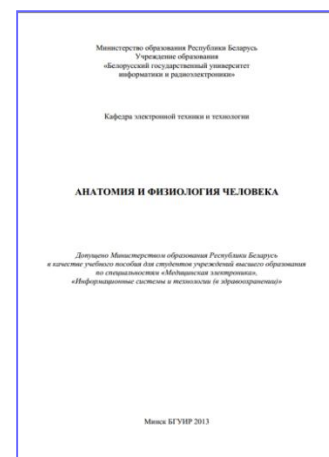 Министерство образования Республики Беларусь
Учреждение образования
«Белорусский государственный университет
информатики и радиоэлектроники»
Кафедра электронной техники и технологии
АНАТОМИЯ И ФИЗИОЛОГИЯ ЧЕЛОВЕКА
Допущено Министерством образования Республики Беларусь
в качестве учебного пособия для студентов учреждений высшего образования
по специальностям «Медицинская электроника»,
«Информационные системы и технологии (в здравоохранении)»
Минск БГУИР 2013